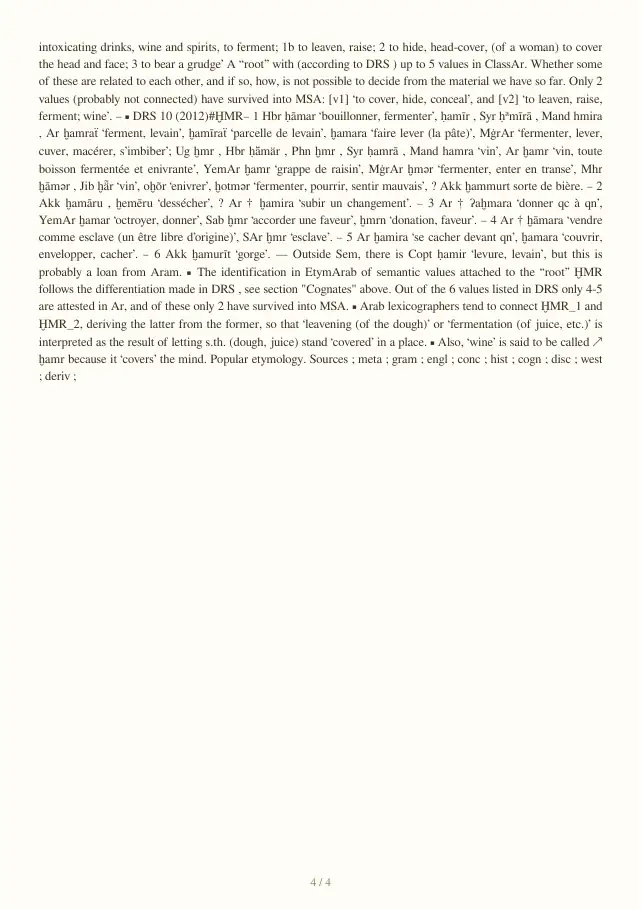 intoxicating drinks, wine and spirits, to ferment; 1b to leaven, raise; 2 to hide, head-cover, (of a woman) to cover
the head and face; 3 to bear a grudge’ A “root” with (according to DRS ) up to 5 values in ClassAr. Whether some
of these are related to each other, and if so, how, is not possible to decide from the material we have so far. Only 2
values (probably not connected) have survived into MSA: [v1] ‘to cover, hide, conceal’, and [v2] ‘to leaven, raise,
ferment; wine’. – ▪ DRS 10 (2012)#ḪMR– 1 Hbr ḥāmar ‘bouillonner, fermenter’, ḥamīr , Syr ḥᵊmīrā , Mand hmira
, Ar ḫamraẗ ‘ferment, levain’, ḫamīraẗ ‘parcelle de levain’, ḫamara ‘faire lever (la pâte)’, MġrAr ‘fermenter, lever,
cuver, macérer, s’imbiber’; Ug ḫmr , Hbr ḥämär , Phn ḥmr , Syr ḥamrā , Mand hamra ‘vin’, Ar ḫamr ‘vin, toute
boisson fermentée et enivrante’, YemAr ḫamr ‘grappe de raisin’, MġrAr ḫmər ‘fermenter, enter en transe’, Mhr
ḥāmər , Jib ḥã̄r ‘vin’, oḫōr ‘enivrer’, ḫotmər ‘fermenter, pourrir, sentir mauvais’, ? Akk ḫammurt sorte de bière. – 2
Akk ḫamāru , ḫemēru ‘dessécher’, ? Ar † ḫamira ‘subir un changement’. – 3 Ar † ʔaḫmara ‘donner qc à qn’,
YemAr ḫamar ‘octroyer, donner’, Sab ḫmr ‘accorder une faveur’, ḫmrn ‘donation, faveur’. – 4 Ar † ḫāmara ‘vendre
comme esclave (un être libre d’origine)’, SAr ḫmr ‘esclave’. – 5 Ar ḫamira ‘se cacher devant qn’, ḫamara ‘couvrir,
envelopper, cacher’. – 6 Akk ḫamurīt ‘gorge’. — Outside Sem, there is Copt ḥamir ‘levure, levain’, but this is
probably a loan from Aram. ▪ The identification in EtymArab of semantic values attached to the “root” ḪMR
follows the differentiation made in DRS , see section "Cognates" above. Out of the 6 values listed in DRS only 4-5
are attested in Ar, and of these only 2 have survived into MSA. ▪ Arab lexicographers tend to connect ḪMR_1 and
ḪMR_2, deriving the latter from the former, so that ‘leavening (of the dough)’ or ‘fermentation (of juice, etc.)’ is
interpreted as the result of letting s.th. (dough, juice) stand ‘covered’ in a place. ▪ Also, ‘wine’ is said to be called ↗
ḫamr because it ‘covers’ the mind. Popular etymology. Sources ; meta ; gram ; engl ; conc ; hist ; cogn ; disc ; west
; deriv ;
4 / 4